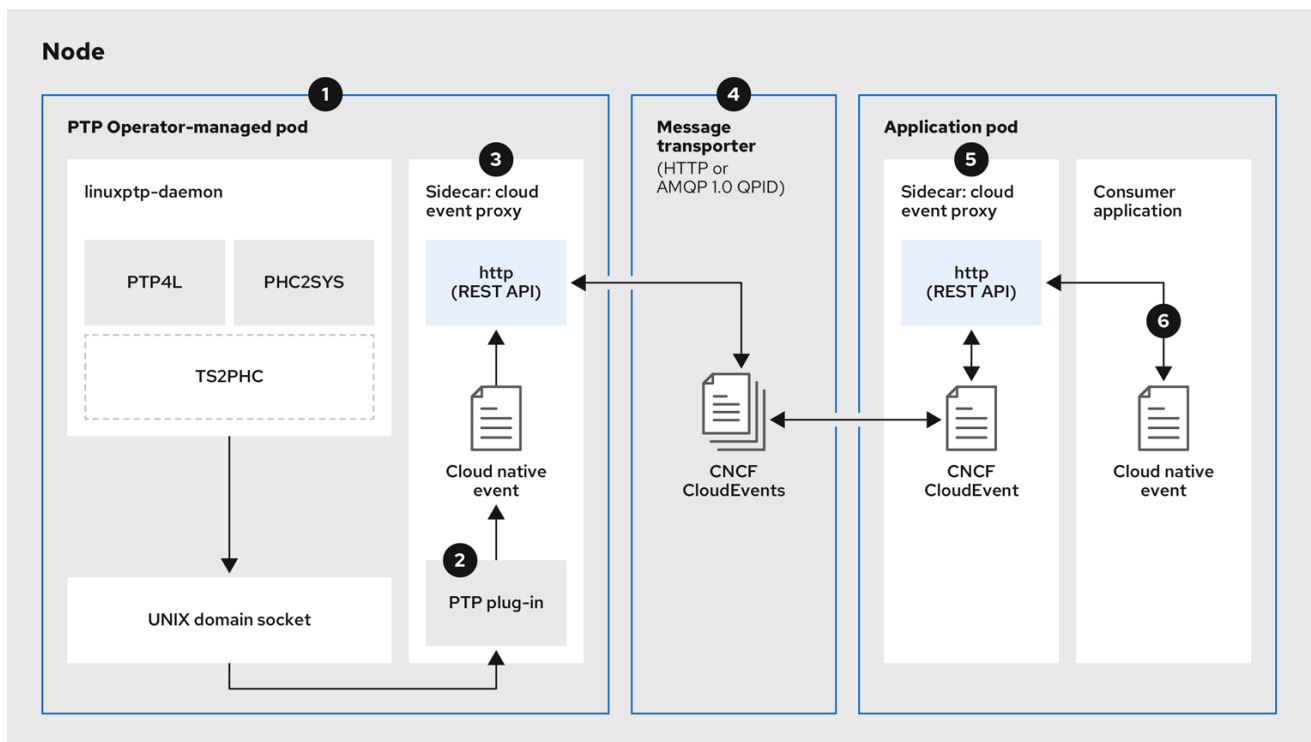 Node
1
PTP Operator-managed pod
linuxptp-daemon
PTP4L
PHC2SYS
TS2PHC
UNIX domain socket
3
Sidecar: cloud
event proxy
http
(REST API)
Cloud native
event
2
PTP plug-in
4
Message
transporter
(HTTP or
AMQP 1.0 QPID)
CNCF
CloudEvents
Application pod
5
Sidecar: cloud
event proxy
http
(REST API)
CNCF
CloudEvent
Consumer
application
6
Cloud native
event